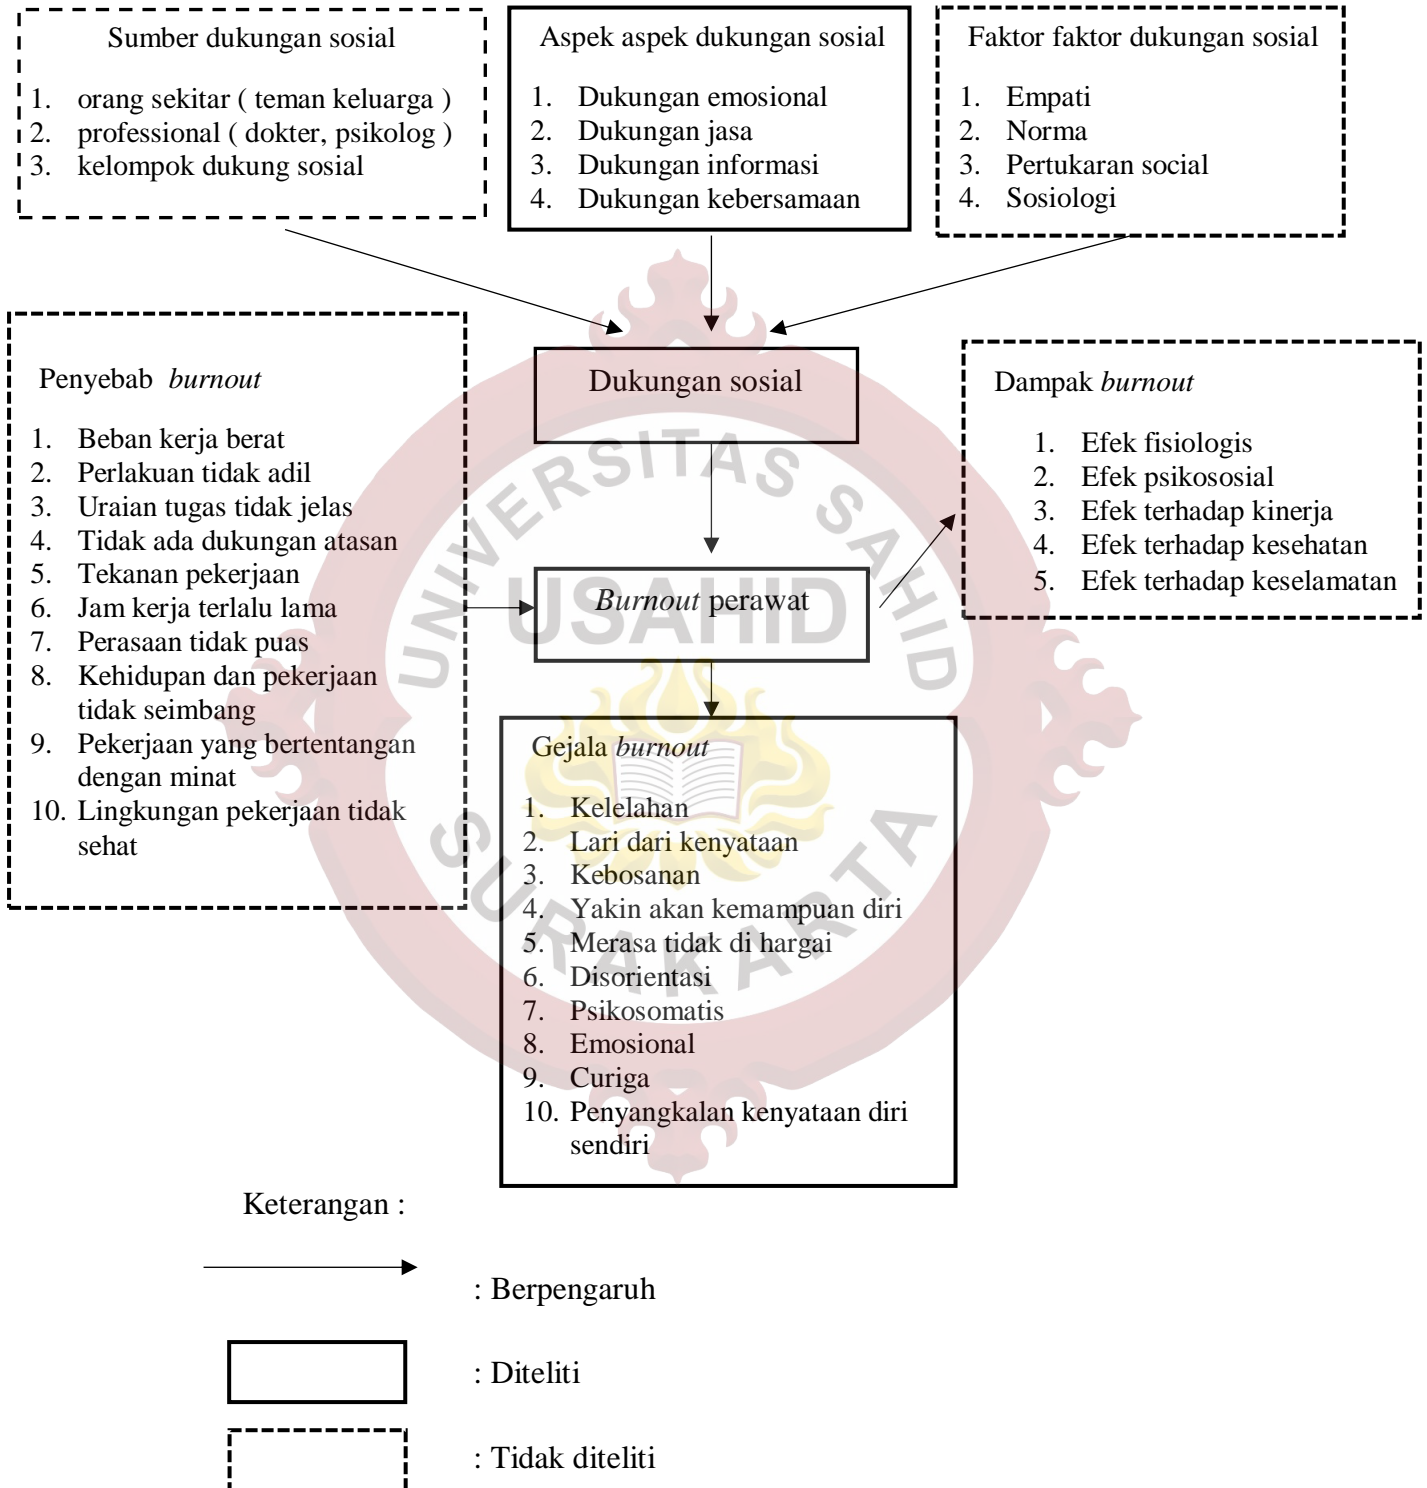 Sumber dukungan sosial
1. orang sekitar ( teman keluarga )
2. professional ( dokter, psikolog )
3. kelompok dukung sosial
Aspek aspek dukungan sosial
1. Dukungan emosional
2. Dukungan jasa
3. Dukungan informasi
4. Dukungan kebersamaan
Faktor faktor dukungan sosial
1. Empati
2. Norma
3. Pertukaran social
4. Sosiologi
Penyebab burnout
1. Beban kerja berat
2. Perlakuan tidak adil
3. Uraian tugas tidak jelas
4. Tidak ada dukungan atasan
5. Tekanan pekerjaan
6. Jam kerja terlalu lama
7. Perasaan tidak puas
8. Kehidupan dan pekerjaan
tidak seimbang
9. Pekerjaan yang bertentangan
dengan minat
10. Lingkungan pekerjaan tidak
sehat
Dukungan sosial
Dampak burnout
1. Efek fisiologis
2. Efek psikososial
3. Efek terhadap kinerja
4. Efek terhadap kesehatan
5. Efek terhadap keselamatan
Burnout perawat
Gejala burnout
1. Kelelahan
2. Lari dari kenyataan
3. Kebosanan
4. Yakin akan kemampuan diri
5. Merasa tidak di hargai
6. Disorientasi
7. Psikosomatis
8. Emosional
9. Curiga
10. Penyangkalan kenyataan diri
sendiri
UNIVERSITAS SAHID
USAHID
SURAKARTA
Keterangan :
: Berpengaruh
: Diteliti
: Tidak diteliti